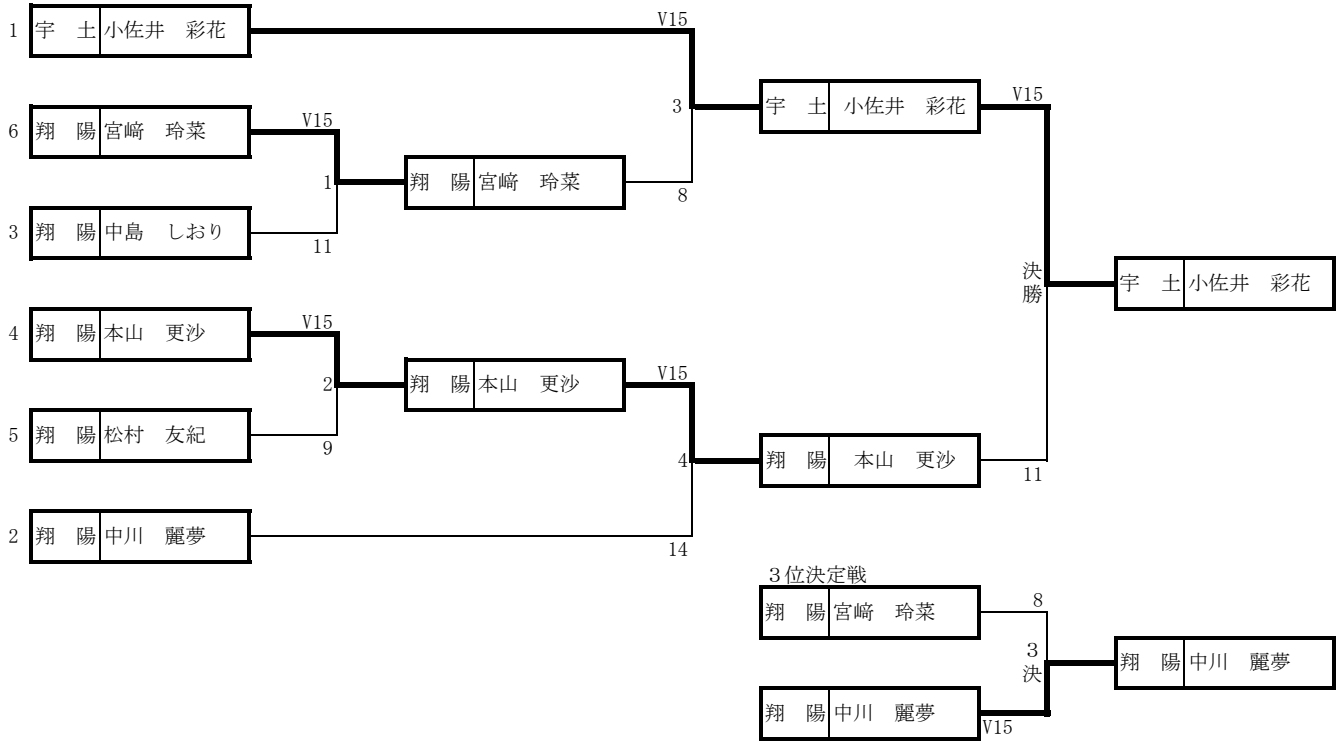 1 宇　土 小佐井　彩花 V15
6 翔　陽 宮﨑　玲菜 V15
1
3 翔　陽 中島　しおり 11
翔　陽 宮﨑　玲菜 8
3
宇　土 小佐井　彩花 V15
4 翔　陽 本山　更沙 V15
2
5 翔　陽 松村　友紀 9
翔　陽 本山　更沙 V15
4
2 翔　陽 中川　麗夢 14
翔　陽 本山　更沙 11
決勝
宇　土 小佐井　彩花
３位決定戦
翔　陽 宮﨑　玲菜 8
３決
翔　陽 中川　麗夢 V15
翔　陽 中川　麗夢